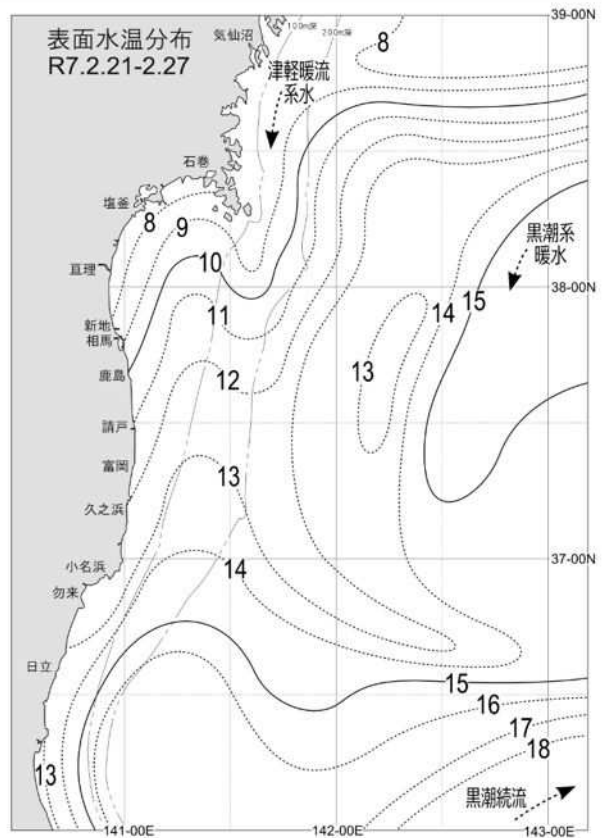 表面水温分布
R7.2.21-2.27
39-00N
気仙沼
100m深
200m深
8
津軽暖流
系水
石巻
塩釜
8
9
黒潮系
暖水
亘理
10
38-00N
15
11
14
新地
相馬
13
鹿島
12
請戸
富岡
13
久之浜
37-00N
小名浜
14
勿来
日立
15
16
17
18
13
黒潮続流
141-00E
142-00E
143-00E